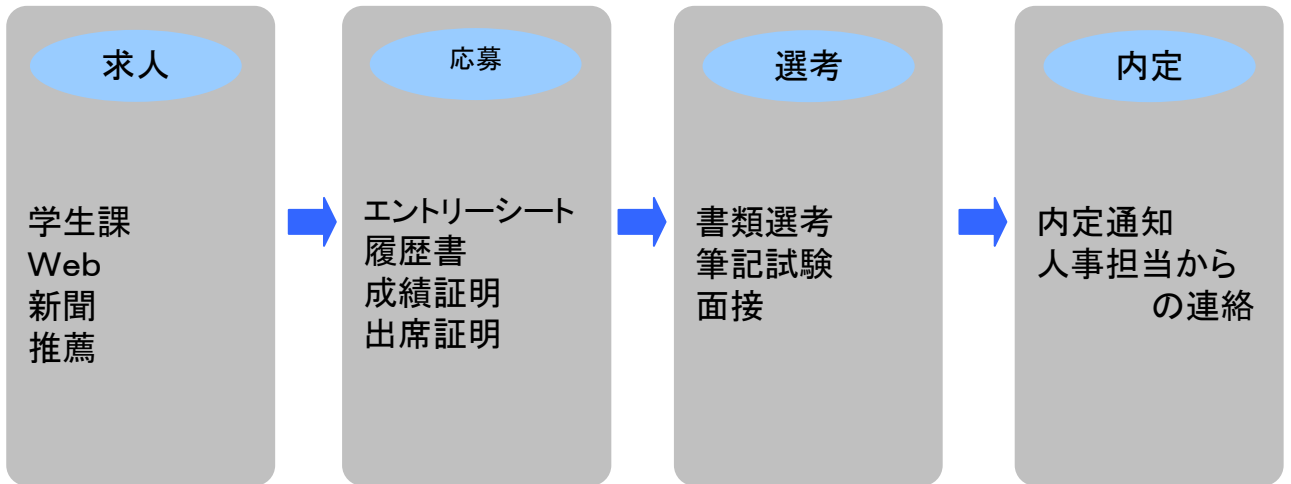 求人
学生課
Ｗｅｂ
新聞
推薦
応募
エントリーシート
履歴書
成績証明
出席証明
選考
書類選考
筆記試験
面接
内定
内定通知
人事担当から
の連絡